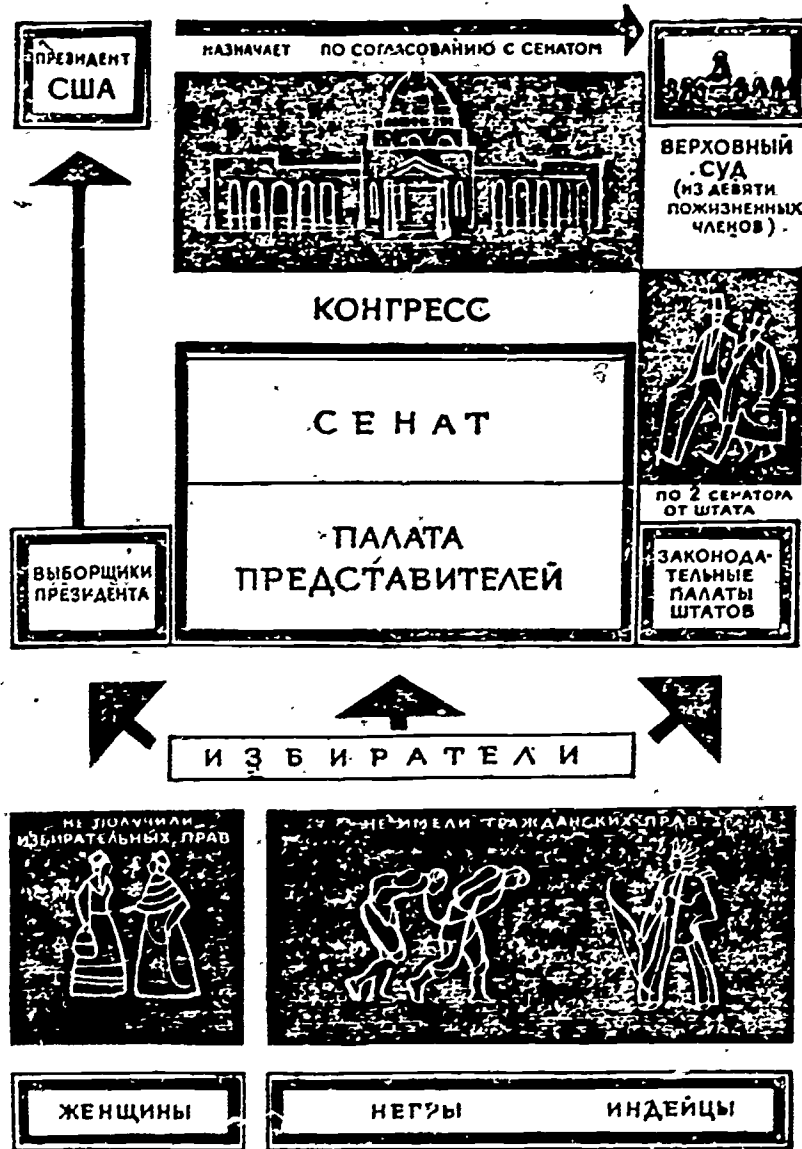 ПРЕЗИДЕНТ
США
НАЗНАЧАЕТ ПО СОГЛАСОВАНИЮ С СЕНАТОМ
ВЕРХОВНЫЙ
СУД
(ИЗ ДЕВЯТИ
ПОЖИЗНЕННЫХ
ЧЛЕНОВ)
КОНГРЕСС
СЕНАТ
ПАЛАТА
ПРЕДСТАВИТЕЛЕЙ
ПО 2 СЕНАТОРА
ОТ ШТАТА
ВЫБОРЩИКИ
ПРЕЗИДЕНТА
ЗАКОНОДА-
ТЕЛЬНЫЕ
ПАЛАТЫ
ШТАТОВ
ИЗБИРАТЕЛИ
НЕ ПОЛУЧИЛИ
ИЗБИРАТЕЛЬНЫХ ПРАВ
НЕ ИМЕЛИ ГРАЖДАНСКИХ ПРАВ
ЖЕНЩИНЫ
НЕГРЫ ИНДЕЙЦЫ